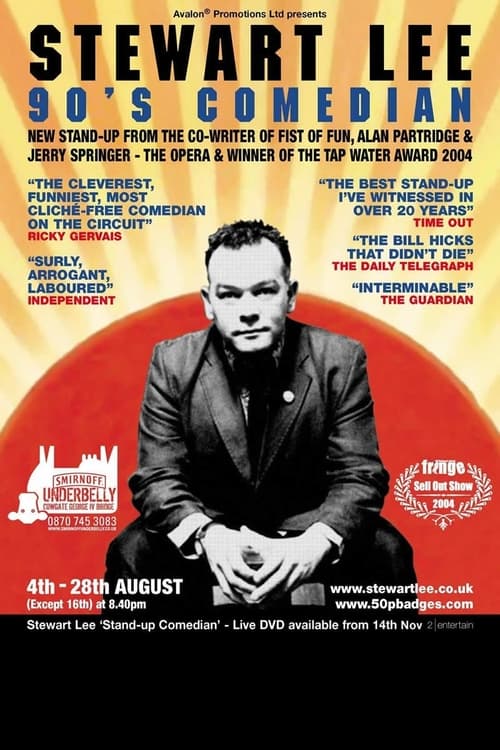 Avalon® Promotions Ltd presents
STEWART LEE
90'S COMEDIAN
NEW STAND-UP FROM THE CO-WRITER OF FIST OF FUN, ALAN PARTRIDGE &
JERRY SPRINGER - THE OPERA & WINNER OF THE TAP WATER AWARD 2004
"THE CLEVEREST,
FUNNIEST, MOST
CLICHÉ-FREE COMEDIAN
ON THE CIRCUIT"
RICKY GERVAIS
"SURLY,
ARROGANT,
LABOURED"
INDEPENDENT
"THE BEST STAND-UP
I'VE WITNESSED IN
OVER 20 YEARS"
TIME OUT
"THE BILL HICKS
THAT DIDN'T DIE"
THE DAILY TELEGRAPH
"INTERMINABLE"
THE GUARDIAN
SMIRNOFF
UNDERBELLY
COWGATE GEORGE IV BRIDGE
0870 745 3083
WWW.SMIRNOFFUNDERBELLY.CO.UK
fringe
Sell Out Show
2004
4th - 28th AUGUST
(Except 16th) at 8.40pm
www.stewartlee.co.uk
www.50pbadges.com
Stewart Lee 'Stand-up Comedian' - Live DVD available from 14th Nov 2|entertain